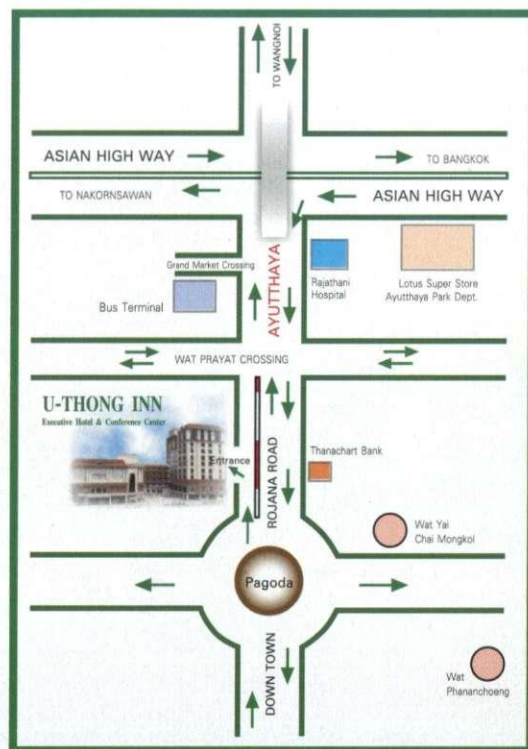 TO WANGNOI
ASIAN HIGH WAY
TO BANGKOK
TO NAKORNSAWAN
ASIAN HIGH WAY
AYUTTHAYA
Grand Market Crossing
Bus Terminal
Rajathani
Hospital
Lotus Super Store
Ayutthaya Park Dept.
WAT PRAYAT CROSSING
U-THONG INN
Executive Hotel & Conference Center
Entrance
ROJANA ROAD
Thanachart Bank
Wat Yai
Chai Mongkol
Pagoda
DOWN TOWN
Wat
Phananchoeng